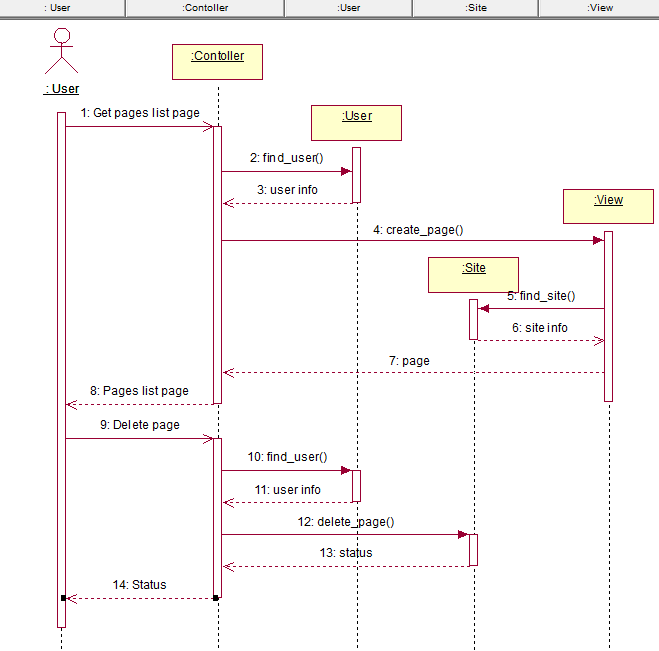 : User
:Contoller
:User
:Site
:View
: User
:Contoller
:User
:View
:Site
1: Get pages list page
2: find_user()
3: user info
4: create_page()
5: find_site()
6: site info
7: page
8: Pages list page
9: Delete page
10: find_user()
11: user info
12: delete_page()
13: status
14: Status